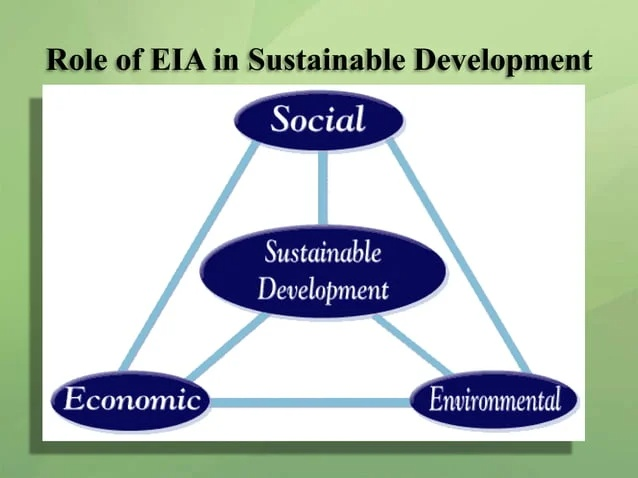 Role of EIA in Sustainable Development
Social
Sustainable
Development
Economic
Environmental